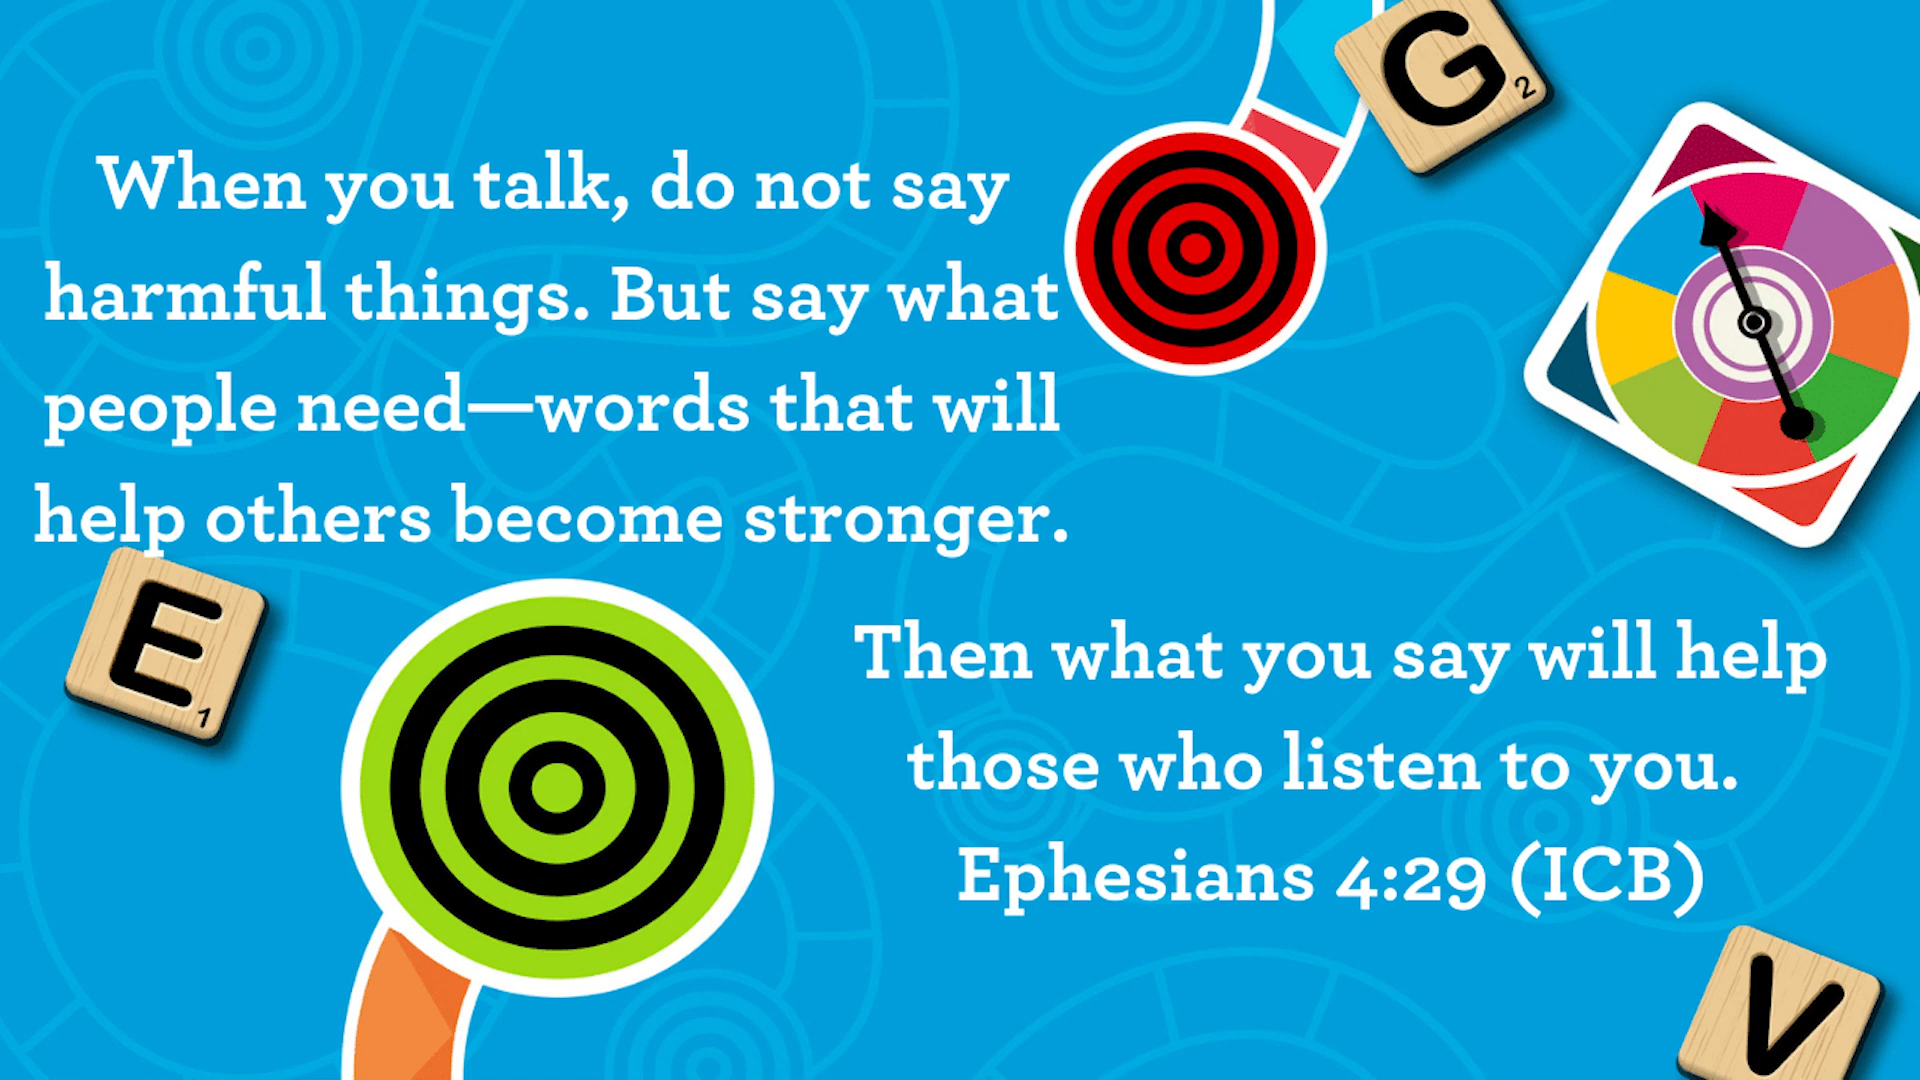 When you talk, do not say
harmful things. But say what
people need—words that will
help others become stronger.
Then what you say will help
those who listen to you.
Ephesians 4:29 (ICB)
G 2
E 1
V